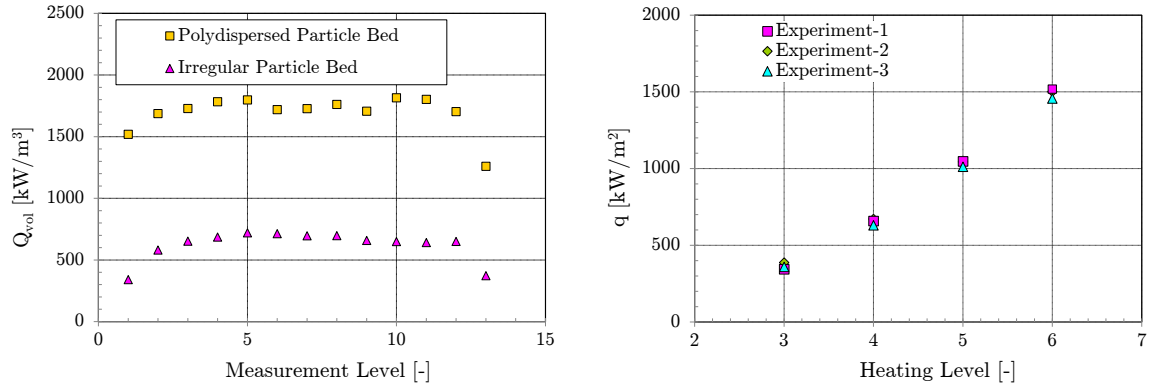 2500
2000
1500
1000
500
0
0
5
10
15
Q_vol [kW/m³]
Measurement Level [-]
Polydispersed Particle Bed
Irregular Particle Bed
2000
1500
1000
500
0
2
3
4
5
6
7
q [kW/m²]
Heating Level [-]
Experiment-1
Experiment-2
Experiment-3